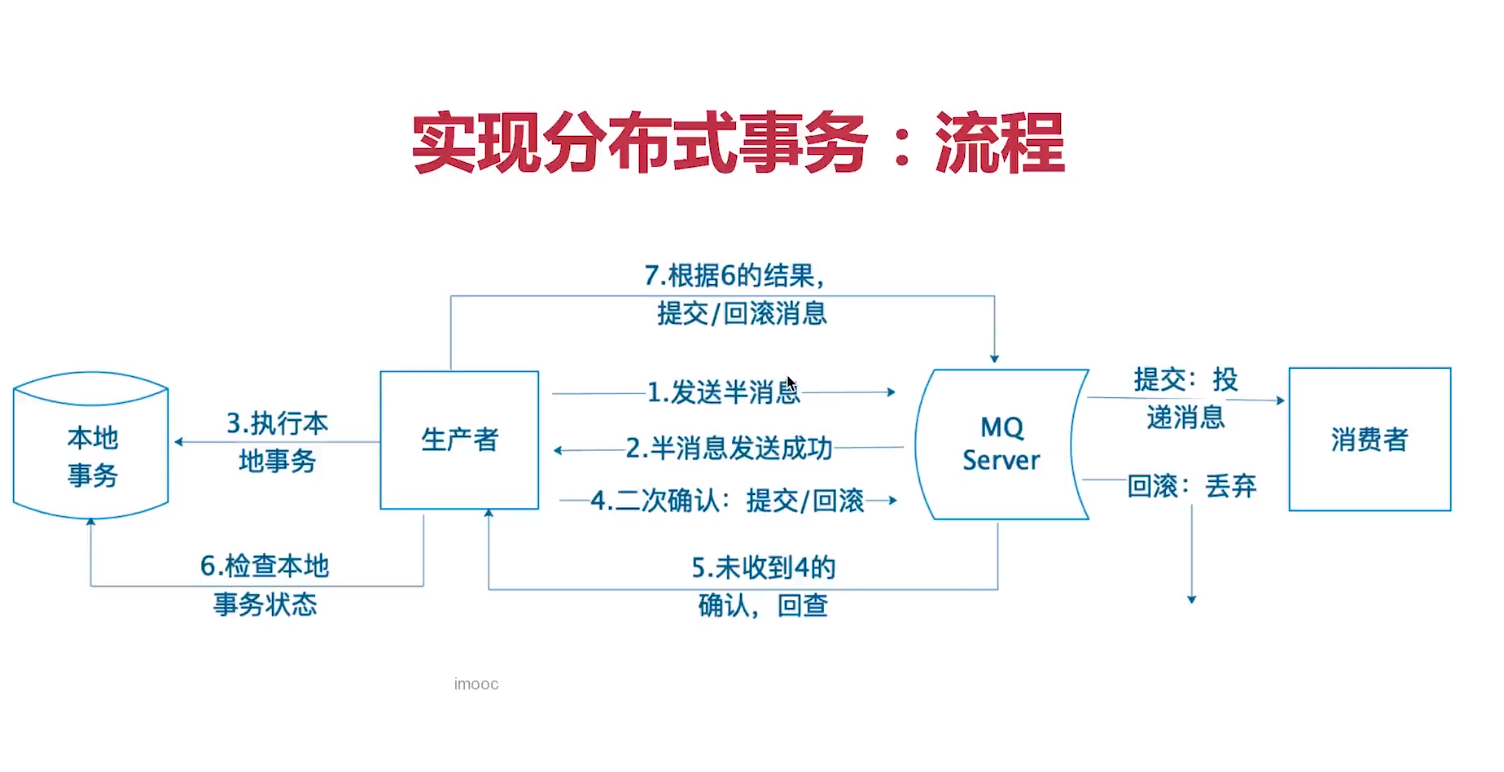 实现分布式事务：流程
7.根据6的结果，
提交/回滚消息
本地
事务
3.执行本
地事务
生产者
1.发送半消息
2.半消息发送成功
4.二次确认：提交/回滚
MQ
Server
提交：投
递消息
回滚：丢弃
消费者
6.检查本地
事务状态
5.未收到4的
确认，回查
imooc